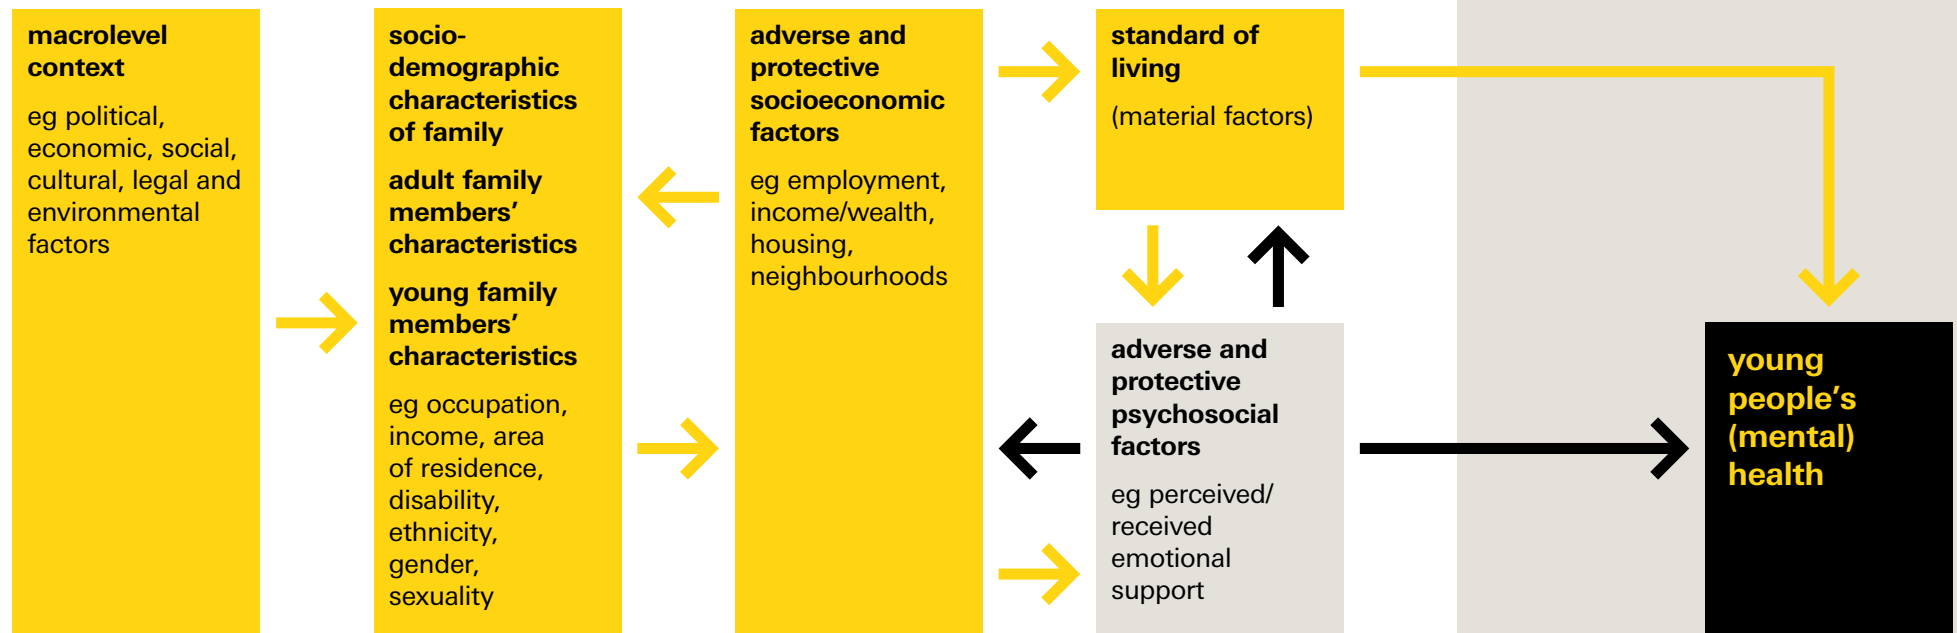 macrolevel
context
eg political,
economic, social,
cultural, legal and
environmental
factors
socio-
demographic
characteristics
of family
adult family
members’
characteristics
young family
members’
characteristics
eg occupation,
income, area
of residence,
disability,
ethnicity,
gender,
sexuality
adverse and
protective
socioeconomic
factors
eg employment,
income/wealth,
housing,
neighbourhoods
standard of
living
(material factors)
adverse and
protective
psychosocial
factors
eg perceived/
received
emotional
support
young
people’s
(mental)
health